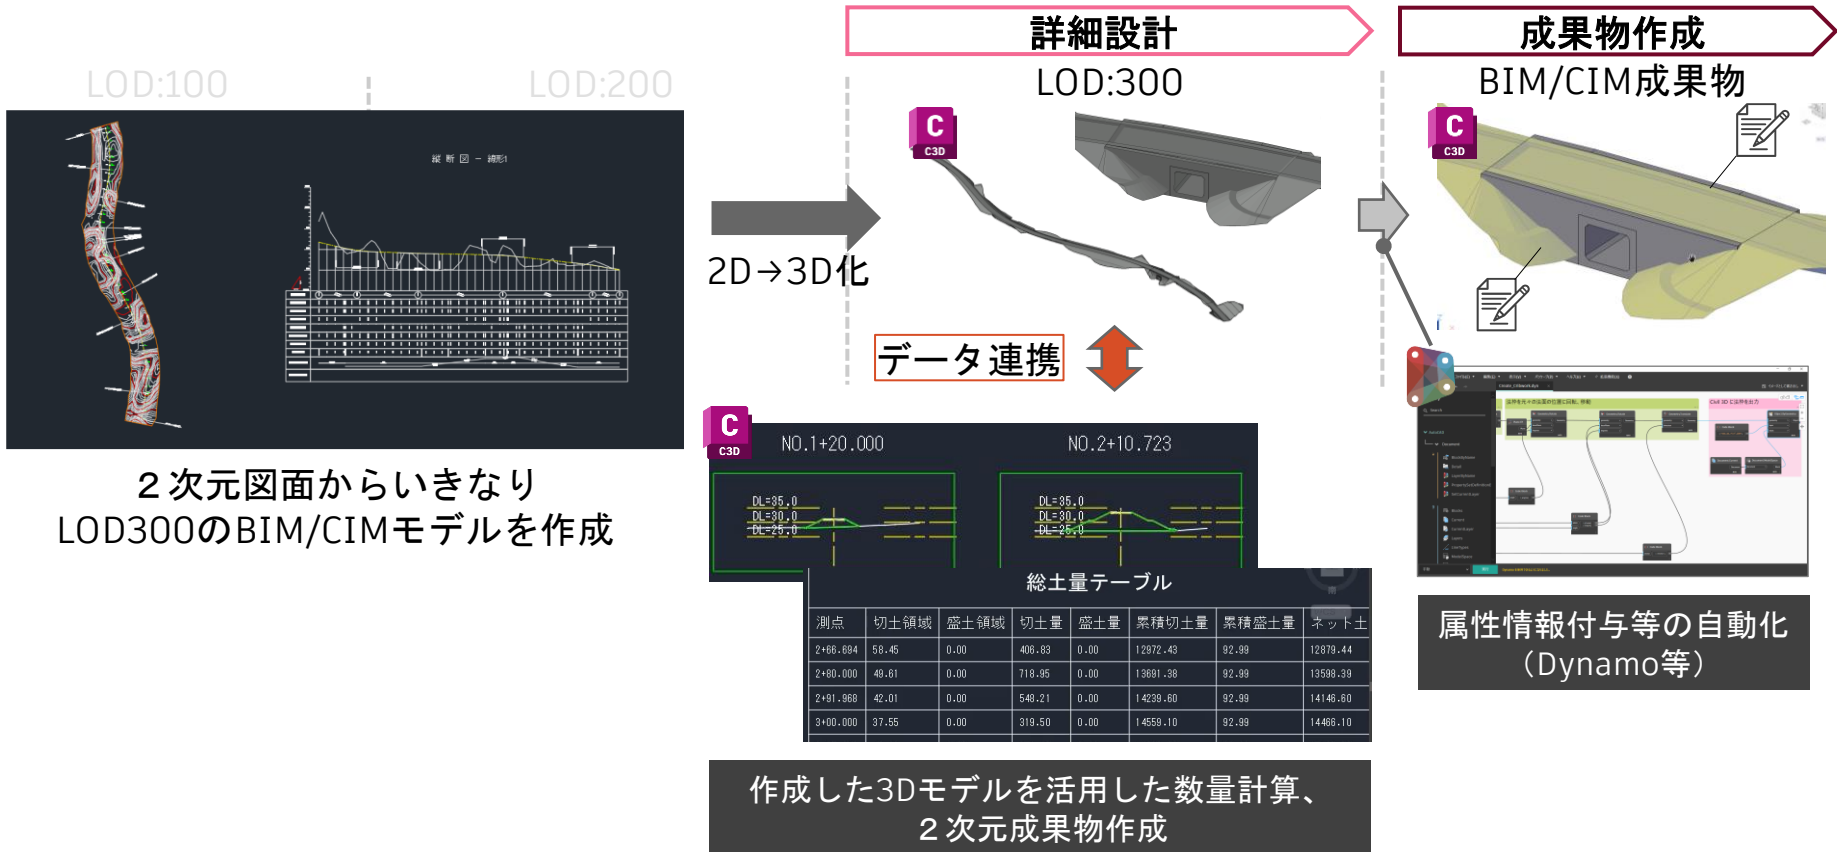 詳細設計
成果物作成
LOD:100
LOD:200
LOD:300
BIM/CIM成果物
C
C3D
C
C3D
縦断図 - 線形1
2D→3D化
データ連携
２次元図面からいきなり
LOD300のBIM/CIMモデルを作成
C
C3D
NO.1+20.000
NO.2+10.723
DL=35.0
DL=30.0
DL=25.0
DL=35.0
DL=30.0
DL=25.0
総土量テーブル
測点 切土領域 盛土領域 切土量 盛土量 累積切土量 累積盛土量 ネット土
2+66.694 58.45 0.00 406.83 0.00 12972.43 92.99 12879.44
2+80.000 49.61 0.00 718.95 0.00 13691.38 92.99 13598.39
2+91.968 42.01 0.00 548.21 0.00 14239.60 92.99 14146.60
3+00.000 37.55 0.00 319.50 0.00 14559.10 92.99 14466.10
Civil 3D で法枠を出力
属性情報付与等の自動化
（Dynamo等）
作成した3Dモデルを活用した数量計算、
２次元成果物作成